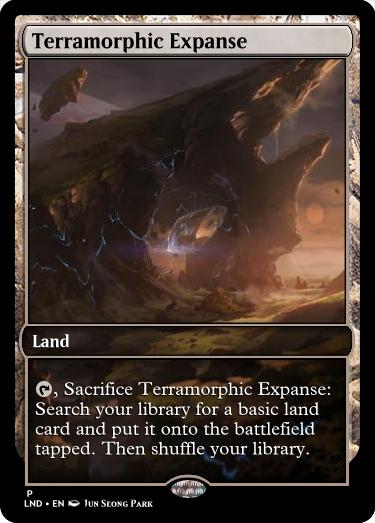 Terramorphic Expanse
Land
, Sacrifice Terramorphic Expanse:
Search your library for a basic land
card and put it onto the battlefield
tapped. Then shuffle your library.
P
LND • EN Jun Seong Park